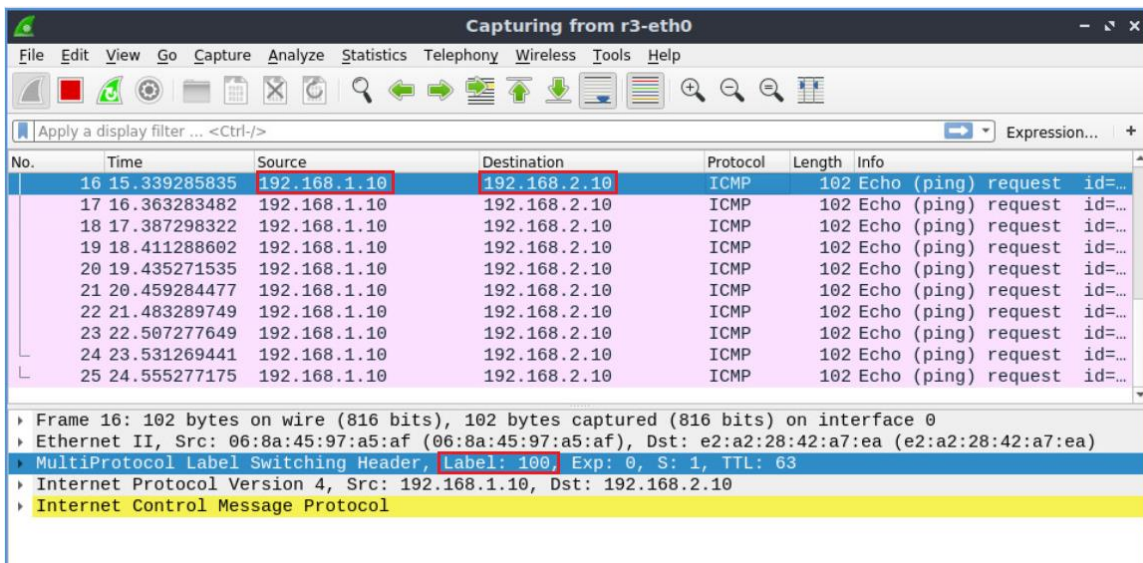 Capturing from r3-eth0
File Edit View Go Capture Analyze Statistics Telephony Wireless Tools Help
Apply a display filter ... <Ctrl-/> Expression... +
No. Time Source Destination Protocol Length Info
16 15.339285835 192.168.1.10 192.168.2.10 ICMP 102 Echo (ping) request id=…
17 16.363283482 192.168.1.10 192.168.2.10 ICMP 102 Echo (ping) request id=…
18 17.387298322 192.168.1.10 192.168.2.10 ICMP 102 Echo (ping) request id=…
19 18.411288602 192.168.1.10 192.168.2.10 ICMP 102 Echo (ping) request id=…
20 19.435271535 192.168.1.10 192.168.2.10 ICMP 102 Echo (ping) request id=…
21 20.459284477 192.168.1.10 192.168.2.10 ICMP 102 Echo (ping) request id=…
22 21.483289749 192.168.1.10 192.168.2.10 ICMP 102 Echo (ping) request id=…
23 22.507277649 192.168.1.10 192.168.2.10 ICMP 102 Echo (ping) request id=…
24 23.531269441 192.168.1.10 192.168.2.10 ICMP 102 Echo (ping) request id=…
25 24.555277175 192.168.1.10 192.168.2.10 ICMP 102 Echo (ping) request id=…
Frame 16: 102 bytes on wire (816 bits), 102 bytes captured (816 bits) on interface 0
Ethernet II, Src: 06:8a:45:97:a5:af (06:8a:45:97:a5:af), Dst: e2:a2:28:42:a7:ea (e2:a2:28:42:a7:ea)
MultiProtocol Label Switching Header, Label: 100, Exp: 0, S: 1, TTL: 63
Internet Protocol Version 4, Src: 192.168.1.10, Dst: 192.168.2.10
Internet Control Message Protocol